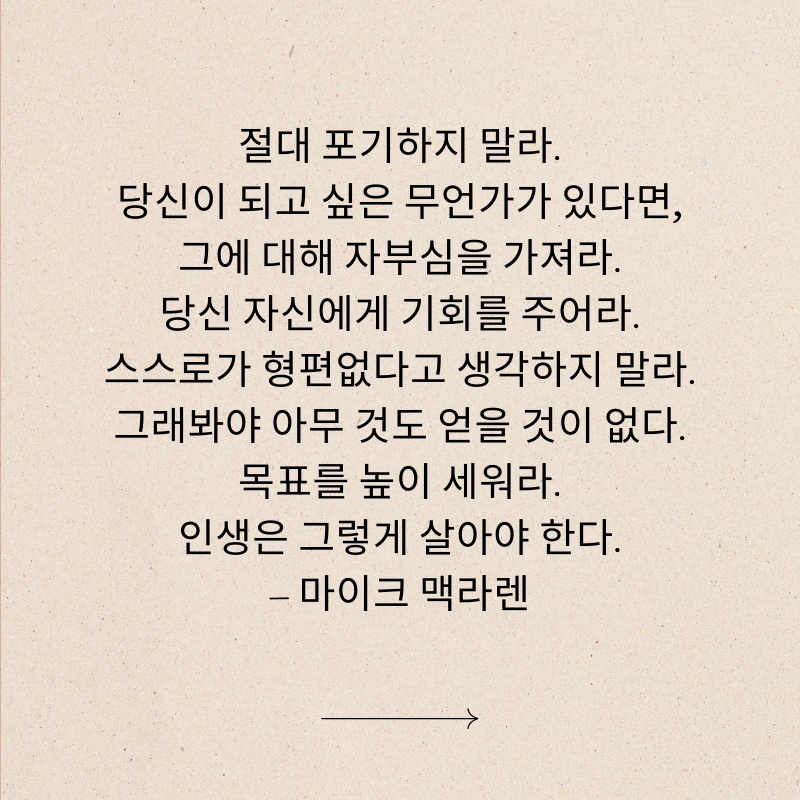 절대 포기하지 말라.
당신이 되고 싶은 무언가가 있다면,
그에 대해 자부심을 가져라.
당신 자신에게 기회를 주어라.
스스로가 형편없다고 생각하지 말라.
그래봐야 아무 것도 얻을 것이 없다.
목표를 높이 세워라.
인생은 그렇게 살아야 한다.
– 마이크 맥라렌